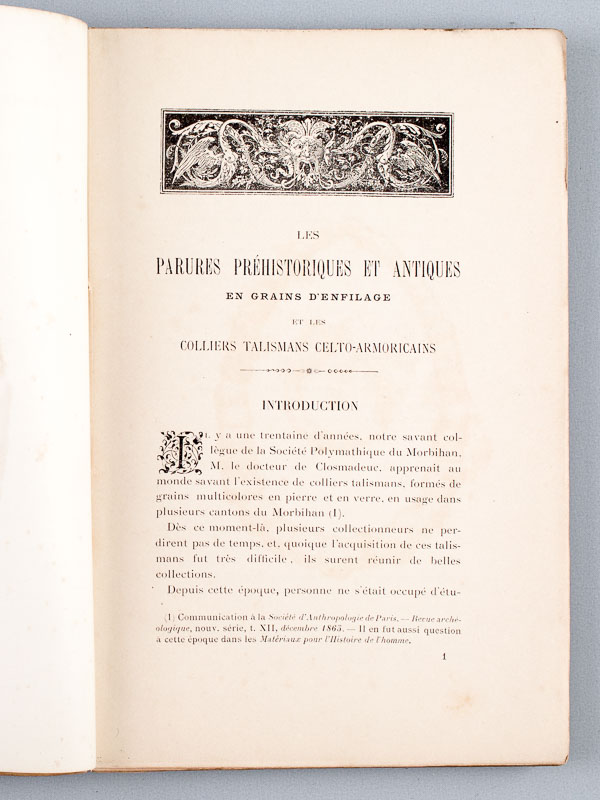 LES
PARURES PRÉHISTORIQUES ET ANTIQUES
EN GRAINS D'ENFILAGE
ET LES
COLLIERS TALISMANS CELTO-ARMORICAINS
INTRODUCTION
IL y a une trentaine d'années, notre savant col-
lègue de la Société Polymathique du Morbihan,
M. le docteur de Closmadeuc, apprenait au
monde savant l'existence de colliers talismans, formés de
grains multicolores en pierre et en verre, en usage dans
plusieurs cantons du Morbihan (1).
Dès ce moment-là, plusieurs collectionneurs ne per-
dirent pas de temps, et, quoique l'acquisition de ces talis-
mans fut très difficile, ils surent réunir de belles
collections.
Depuis cette époque, personne ne s'était occupé d'étu-
(1) Communication à la Société d'Anthropologie de Paris. — Revue arché-
ologique, nouv. série, t. XII, décembre 1865. — Il en fut aussi question
à cette époque dans les Matériaux pour l'Histoire de l'homme.
1